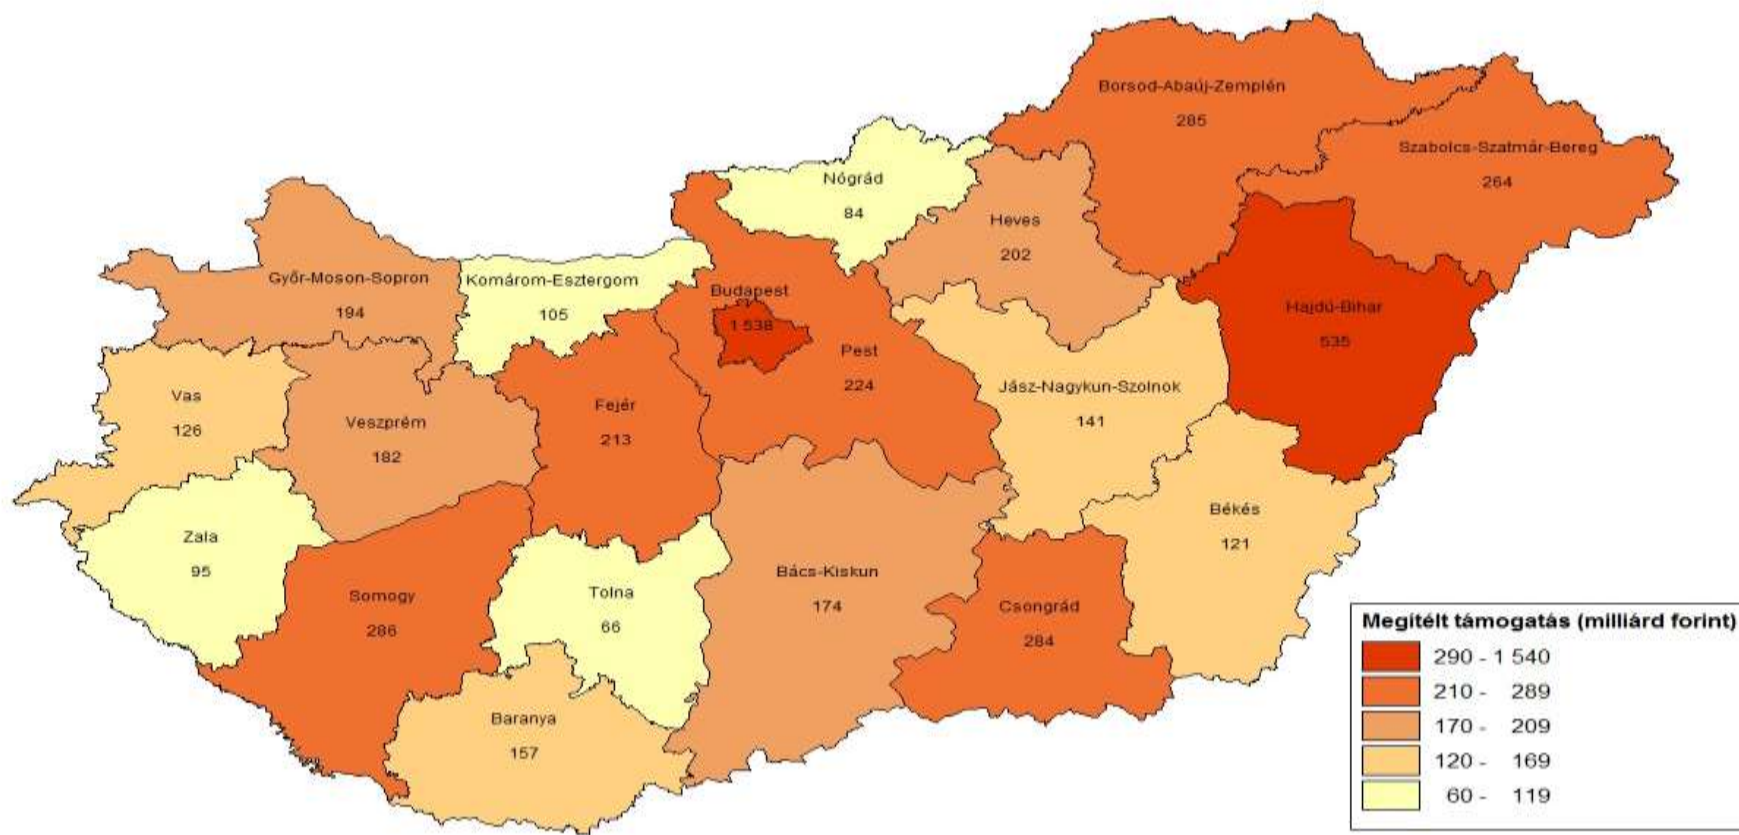 Borsod-Abaúj-Zemplén
285
Szabolcs-Szatmár-Bereg
264
Nógrád
84
Heves
202
Győr-Moson-Sopron
194
Komárom-Esztergom
105
Budapest
1 538
Hajdú-Bihar
535
Pest
224
Jász-Nagykun-Szolnok
141
Vas
126
Veszprém
182
Fejér
213
Békés
121
Zala
95
Somogy
286
Tolna
66
Bács-Kiskun
174
Csongrád
284
Baranya
157
Megítélt támogatás (milliárd forint)
290 - 1 540
210 - 289
170 - 209
120 - 169
60 - 119